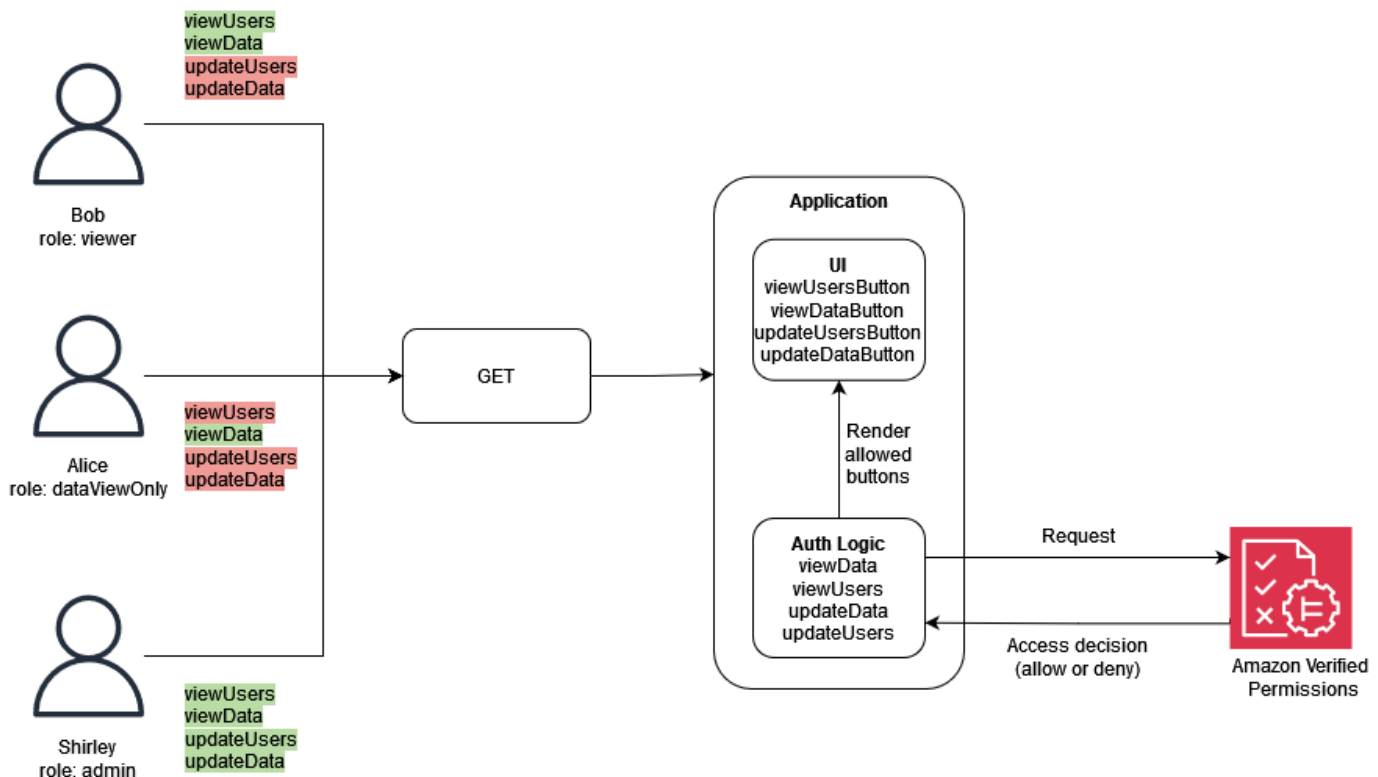 viewUsers
viewData
updateUsers
updateData
Bob
role: viewer
viewUsers
viewData
updateUsers
updateData
Alice
role: dataViewOnly
viewUsers
viewData
updateUsers
updateData
Shirley
role: admin
GET
Application
UI
viewUsersButton
viewDataButton
updateUsersButton
updateDataButton
Render
allowed
buttons
Auth Logic
viewData
viewUsers
updateData
updateUsers
Request
Access decision
(allow or deny)
Amazon Verified
Permissions